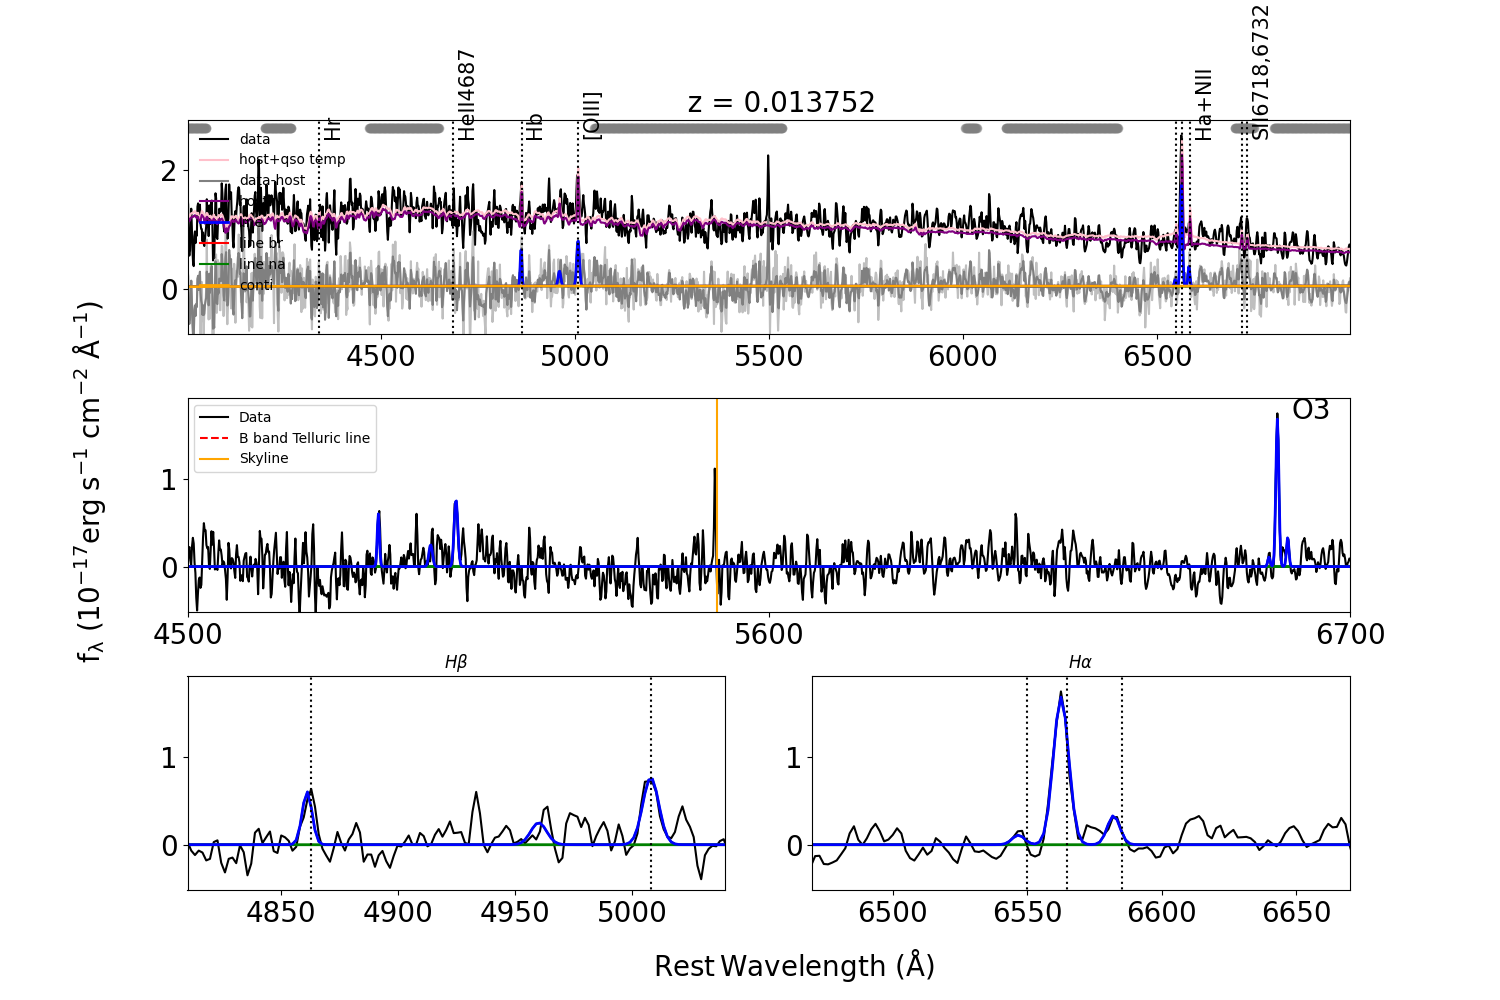 z = 0.013752
Hr
HeII4687
Hb
[OIII]
Ha+NII
SII6718,6732
data
host+qso temp
data-host
line br
line na
conti
2
0
4500 5000 5500 6000 6500
fλ (10−17erg s−1 cm−2 Å−1)
Data
B band Telluric line
Skyline
O3
1
0
4500 5600 6700
Hβ
1
0
4850 4900 4950 5000
Hα
1
0
6500 6550 6600 6650
Rest Wavelength (Å)